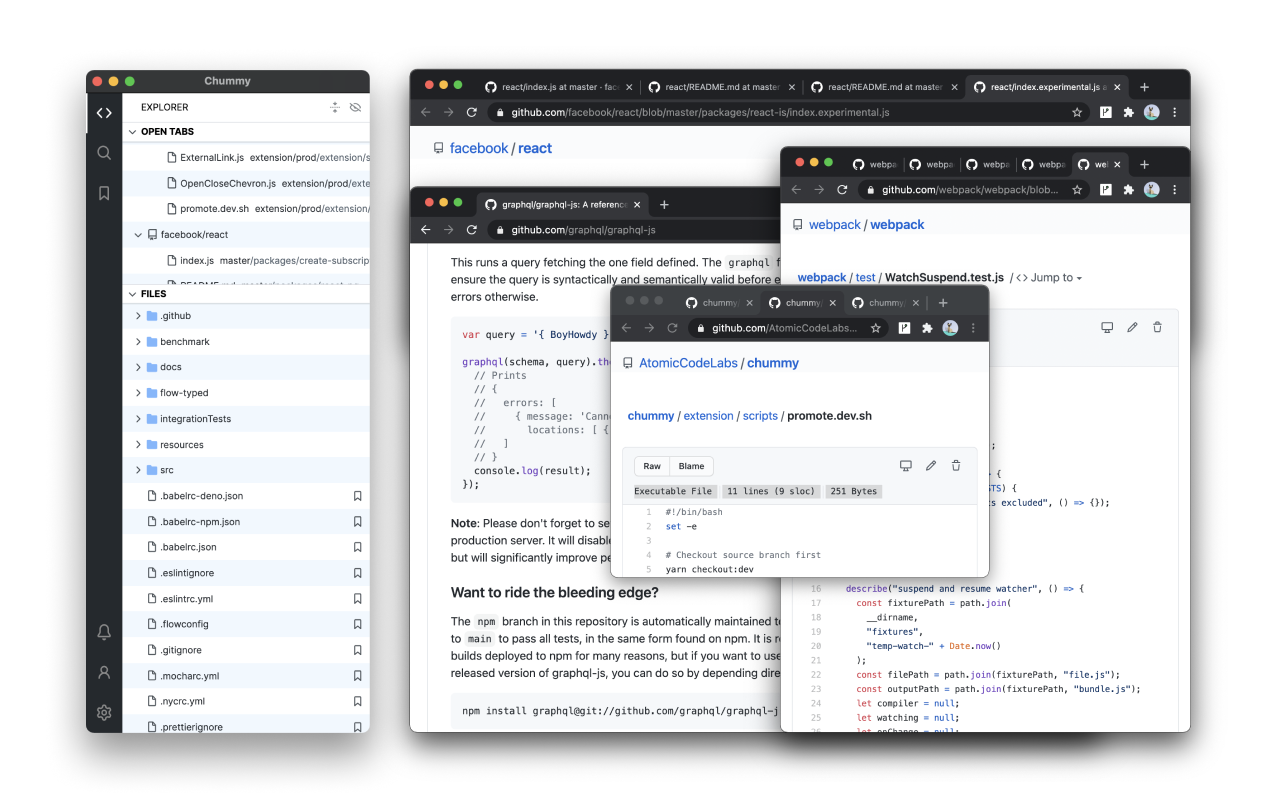 Chummy
EXPLORER
OPEN TABS
ExternalLink.js extension/prod/extension/s
OpenCloseChevron.js extension/prod/exte
promote.dev.sh extension/prod/extension/
facebook/react
index.js master/packages/create-subscrip
FILES
.github
benchmark
docs
flow-typed
integrationTests
resources
src
.babelrc-deno.json
.babelrc-npm.json
.babelrc.json
.eslintignore
.eslintrc.yml
.flowconfig
.gitignore
.mocharc.yml
.nycrc.yml
.prettierignore
react/index.js at master · fac
react/README.md at master
react/README.md at master
react/index.experimental.js a
github.com/facebook/react/blob/master/packages/react-is/index.experimental.js
facebook / react
graphql/graphql-js: A reference
github.com/graphql/graphql-js
This runs a query fetching the one field defined. The graphql f
ensure the query is syntactically and semantically valid before e
errors otherwise.
var query = '{ BoyHowdy }
graphql(schema, query).the
// Prints
// {
//   errors: [
//     { message: 'Canno
//       locations: [ {
//   ]
// }
console.log(result);
});
Note: Please don't forget to se
production server. It will disable
but will significantly improve pe
Want to ride the bleeding edge?
The npm branch in this repository is automatically maintained to
to main to pass all tests, in the same form found on npm. It is re
builds deployed to npm for many reasons, but if you want to use
released version of graphql-js, you can do so by depending dire
npm install graphql@git://github.com/graphql/graphql-j
webpa
webpa
webpa
webpa
we
github.com/webpack/webpack/blob...
webpack / webpack
webpack / test / WatchSuspend.test.js / <> Jump to
;
> {
STS) {
ts excluded", () => {});
16 describe("suspend and resume watcher", () => {
17 const fixturePath = path.join(
18 __dirname,
19 "fixtures",
20 "temp-watch-" + Date.now()
21 );
22 const filePath = path.join(fixturePath, "file.js");
23 const outputPath = path.join(fixturePath, "bundle.js");
24 let compiler = null;
25 let watching = null;
26 let onChange = null;
chummy/
chummy/
chummy/
github.com/AtomicCodeLabs...
AtomicCodeLabs / chummy
chummy / extension / scripts / promote.dev.sh
Raw Blame
Executable File 11 lines (9 sloc) 251 Bytes
1 #!/bin/bash
2 set -e
3
4 # Checkout source branch first
5 yarn checkout:dev